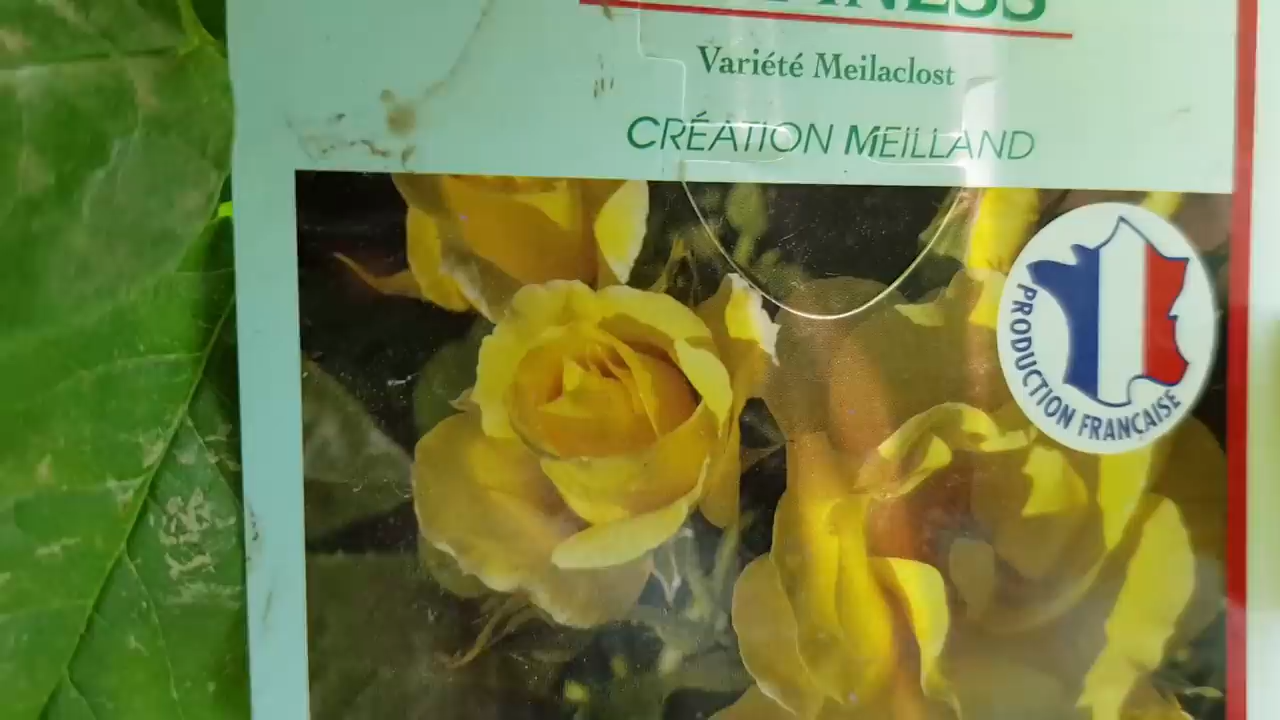 Variété Meilaclost
CRÉATION MEILLAND
PRODUCTION FRANÇAISE